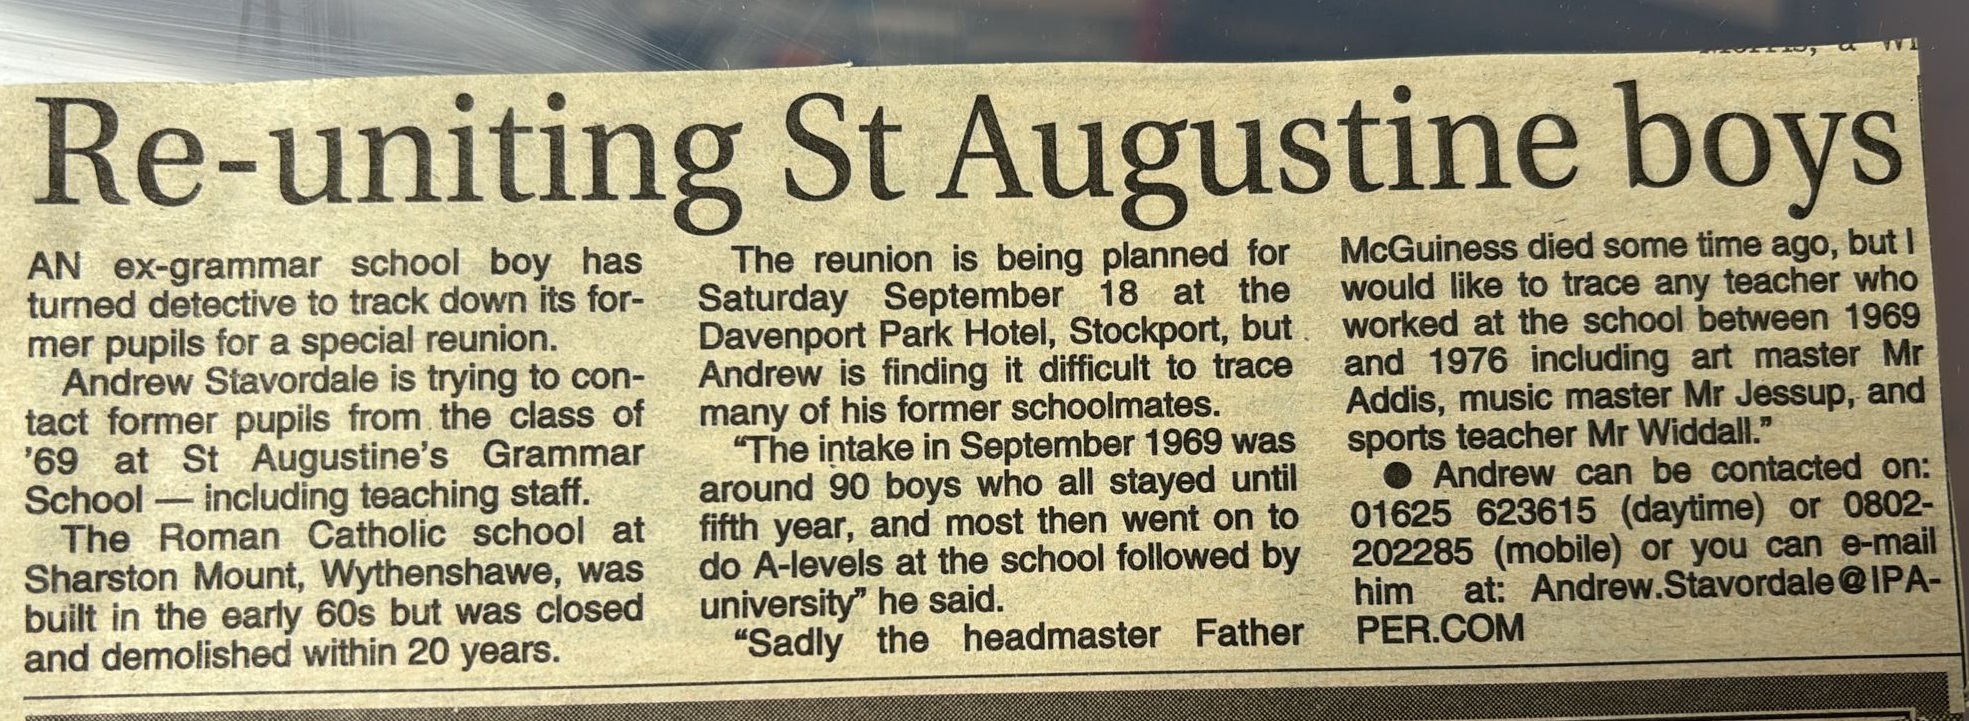 Re-uniting St Augustine boys
AN ex-grammar school boy has
turned detective to track down its for-
mer pupils for a special reunion.
Andrew Stavordale is trying to con-
tact former pupils from the class of
'69 at St Augustine's Grammar
School — including teaching staff.
The Roman Catholic school at
Sharston Mount, Wythenshawe, was
built in the early 60s but was closed
and demolished within 20 years.
The reunion is being planned for
Saturday September 18 at the
Davenport Park Hotel, Stockport, but
Andrew is finding it difficult to trace
many of his former schoolmates.
“The intake in September 1969 was
around 90 boys who all stayed until
fifth year, and most then went on to
do A-levels at the school followed by
university” he said.
“Sadly the headmaster Father
McGuiness died some time ago, but I
would like to trace any teacher who
worked at the school between 1969
and 1976 including art master Mr
Addis, music master Mr Jessup, and
sports teacher Mr Widdall.”
● Andrew can be contacted on:
01625 623615 (daytime) or 0802-
202285 (mobile) or you can e-mail
him at: Andrew.Stavordale@IPA-
PER.COM